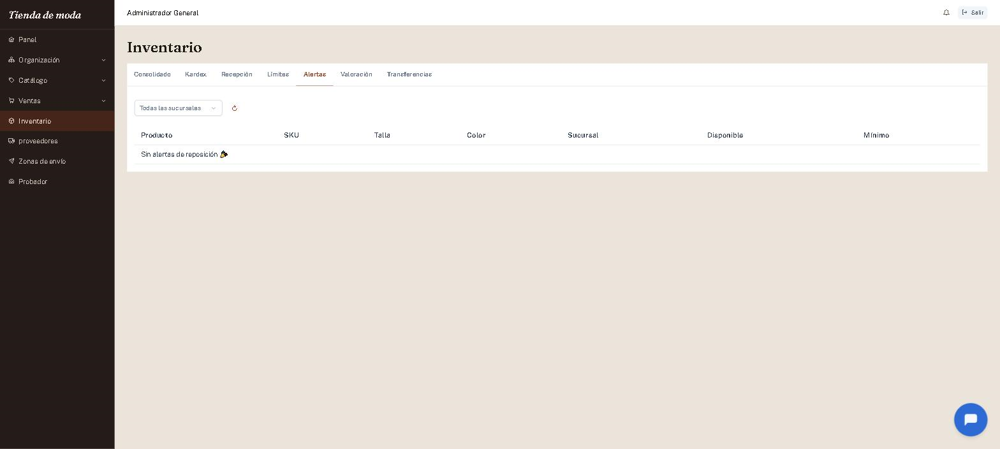 Tienda de moda
Administrador General
Salir
Panel
Organización
Catálogo
Ventas
Inventario
proveedores
Zonas de envío
Probador
Inventario
Consolidado Kardex Recepción Límites Alertas Valoración Transferencias
Todas las sucursales
Producto SKU Talla Color Sucursal Disponible Mínimo
Sin alertas de reposición 🎉